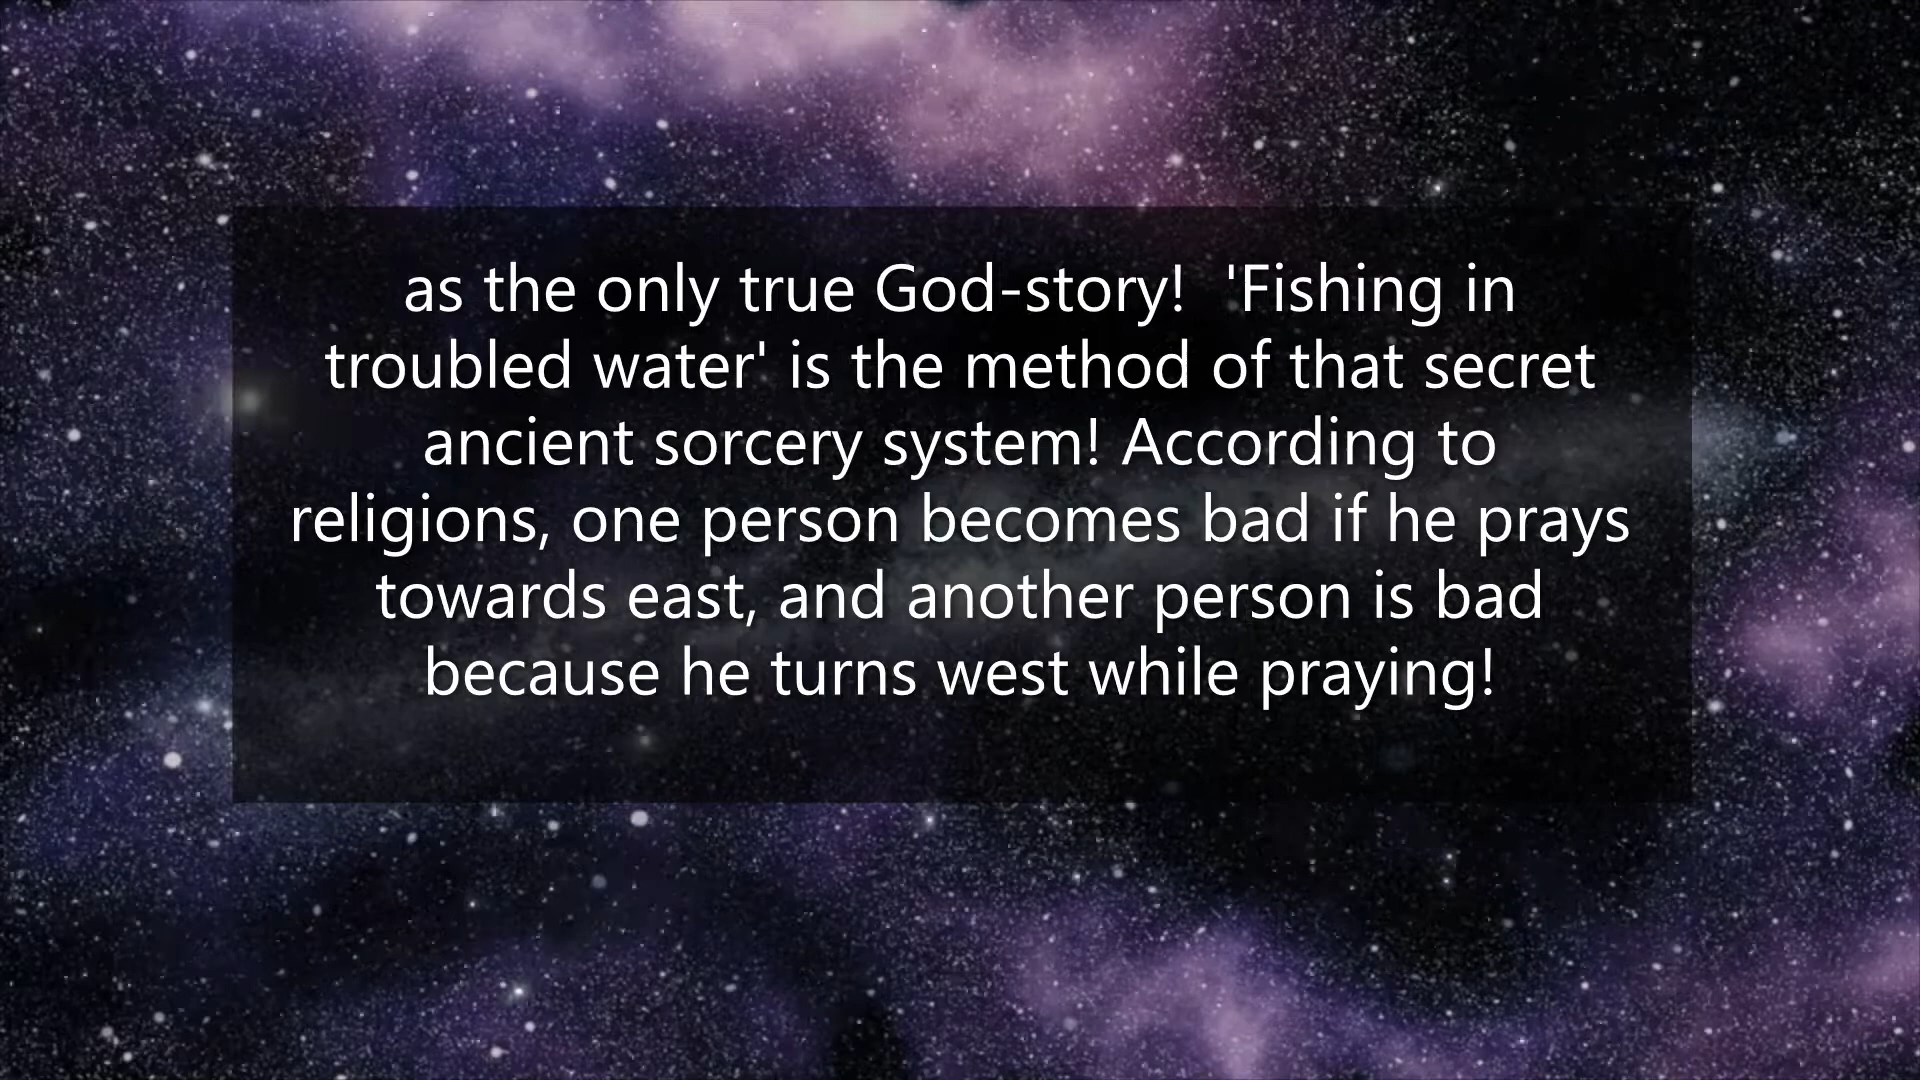 as the only true God-story!  'Fishing in
troubled water' is the method of that secret
ancient sorcery system! According to
religions, one person becomes bad if he prays
towards east, and another person is bad
because he turns west while praying!